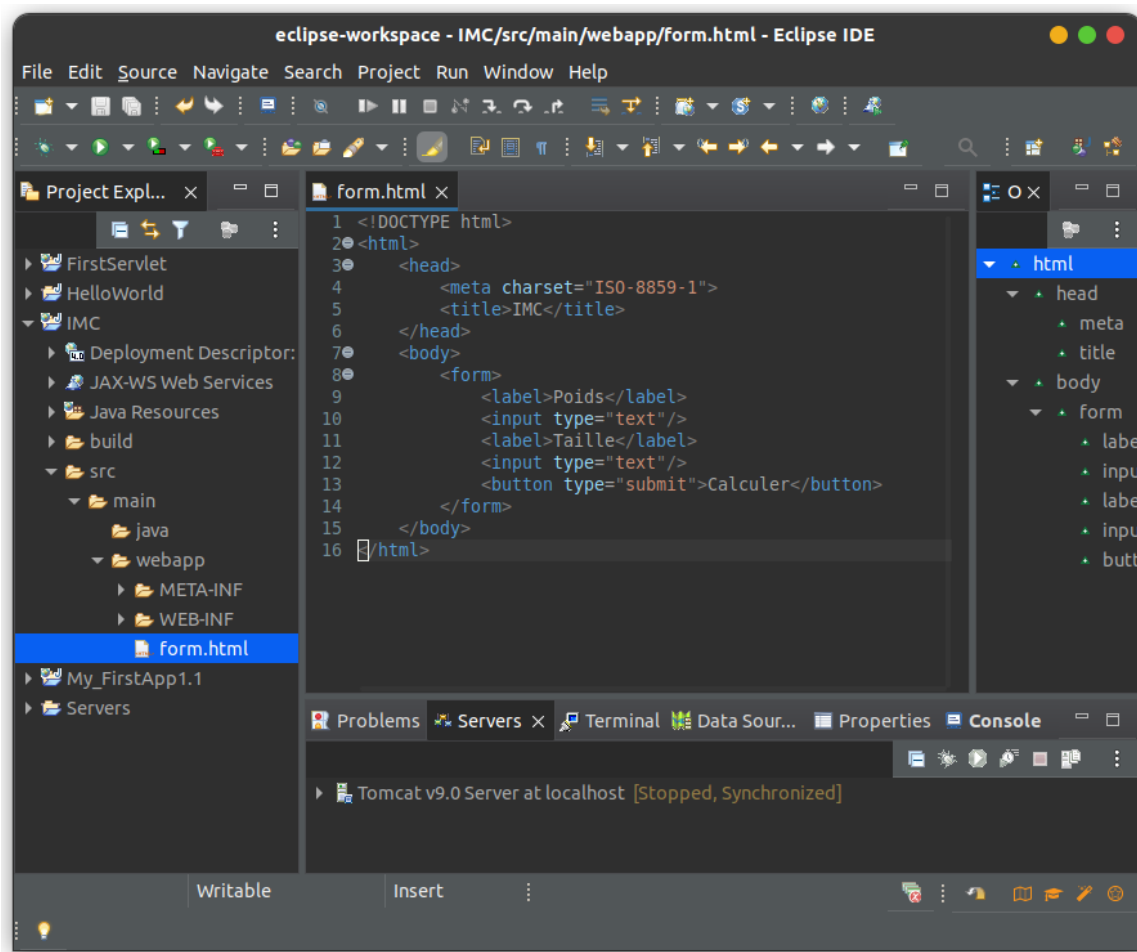 eclipse-workspace - IMC/src/main/webapp/form.html - Eclipse IDE
File Edit Source Navigate Search Project Run Window Help
Project Expl...
FirstServlet
HelloWorld
IMC
Deployment Descriptor:
JAX-WS Web Services
Java Resources
build
src
main
java
webapp
META-INF
WEB-INF
form.html
My_FirstApp1.1
Servers
form.html
1 <!DOCTYPE html>
2 <html>
3 <head>
4 <meta charset="ISO-8859-1">
5 <title>IMC</title>
6 </head>
7 <body>
8 <form>
9 <label>Poids</label>
10 <input type="text"/>
11 <label>Taille</label>
12 <input type="text"/>
13 <button type="submit">Calculer</button>
14 </form>
15 </body>
16 </html>
O
html
head
meta
title
body
form
labe
inpu
labe
inpu
butt
Problems Servers Terminal Data Sour... Properties Console
Tomcat v9.0 Server at localhost [Stopped, Synchronized]
Writable Insert